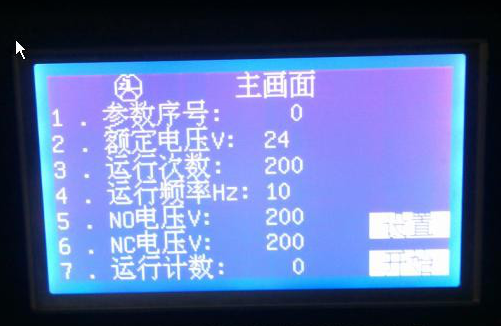 主画面
1 . 参数序号: 0
2 . 额定电压V: 24
3 . 运行次数: 200
4 . 运行频率Hz: 10
5 . NO电压V: 200
6 . NC电压V: 200
7 . 运行计数: 0
设置
开始